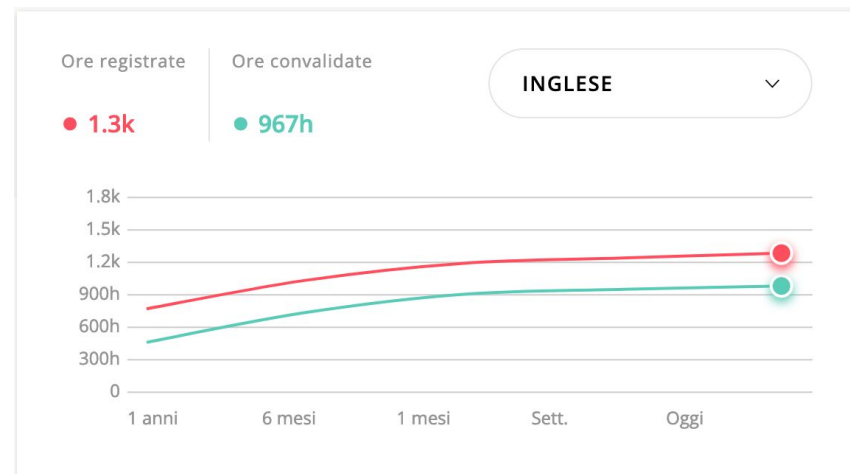 Ore registrate
1.3k
Ore convalidate
967h
INGLESE
1.8k
1.5k
1.2k
900h
600h
300h
0
1 anni 6 mesi 1 mesi Sett. Oggi